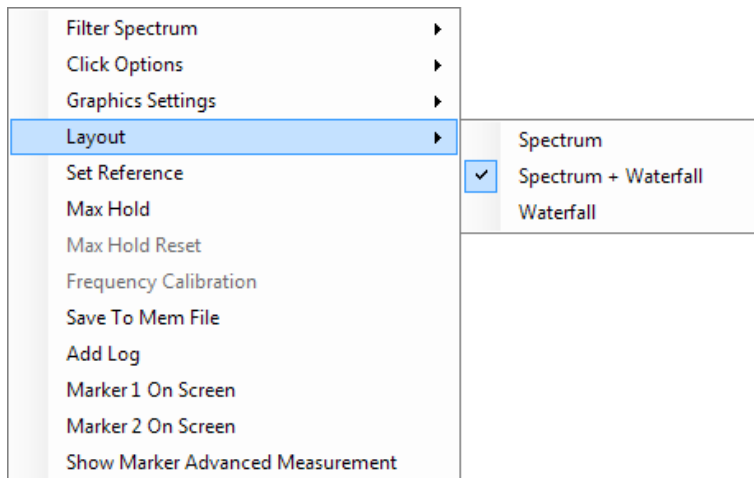 Filter Spectrum
Click Options
Graphics Settings
Layout
Set Reference
Max Hold
Max Hold Reset
Frequency Calibration
Save To Mem File
Add Log
Marker 1 On Screen
Marker 2 On Screen
Show Marker Advanced Measurement
Spectrum
Spectrum + Waterfall
Waterfall